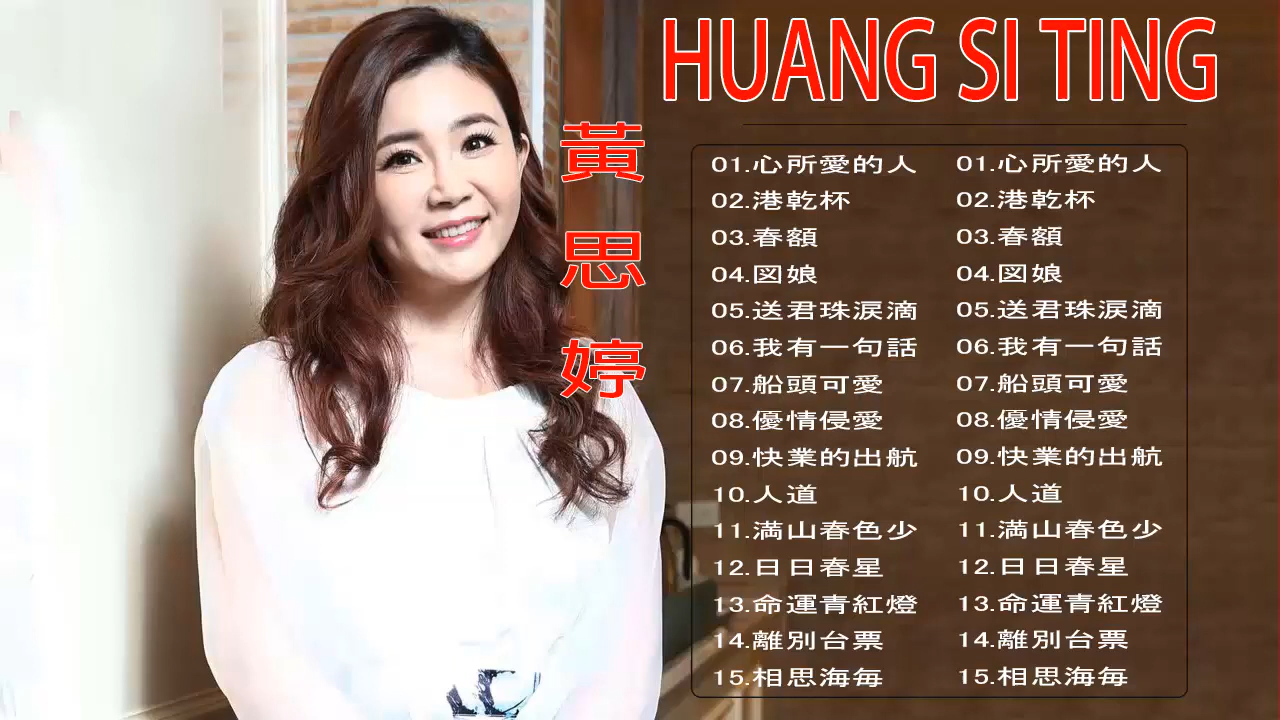 HUANG SI TING
黃思婷
01.心所愛的人
02.港乾杯
03.春額
04.図娘
05.送君珠淚滴
06.我有一句話
07.船頭可愛
08.優情侵愛
09.快業的出航
10.人道
11.満山春色少
12.日日春星
13.命運青紅燈
14.離別台票
15.相思海毎
01.心所愛的人
02.港乾杯
03.春額
04.図娘
05.送君珠淚滴
06.我有一句話
07.船頭可愛
08.優情侵愛
09.快業的出航
10.人道
11.満山春色少
12.日日春星
13.命運青紅燈
14.離別台票
15.相思海毎